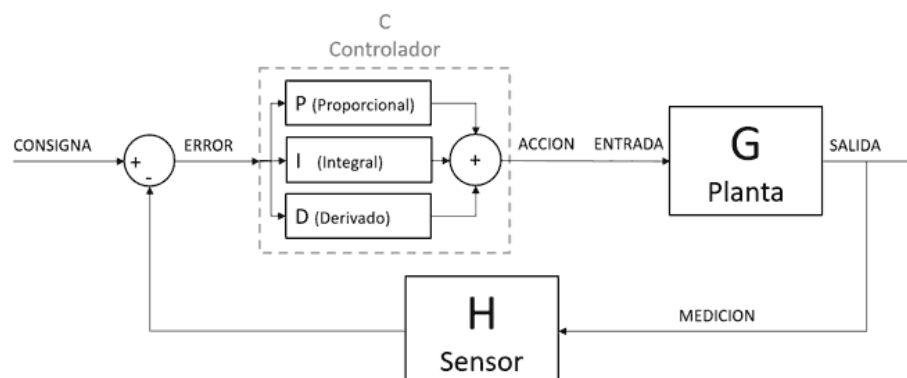 C
Controlador
P (Proporcional)
CONSIGNA
+
-
ERROR
I (Integral)
+
ACCION
ENTRADA
G
Planta
SALIDA
D (Derivado)
H
Sensor
MEDICION